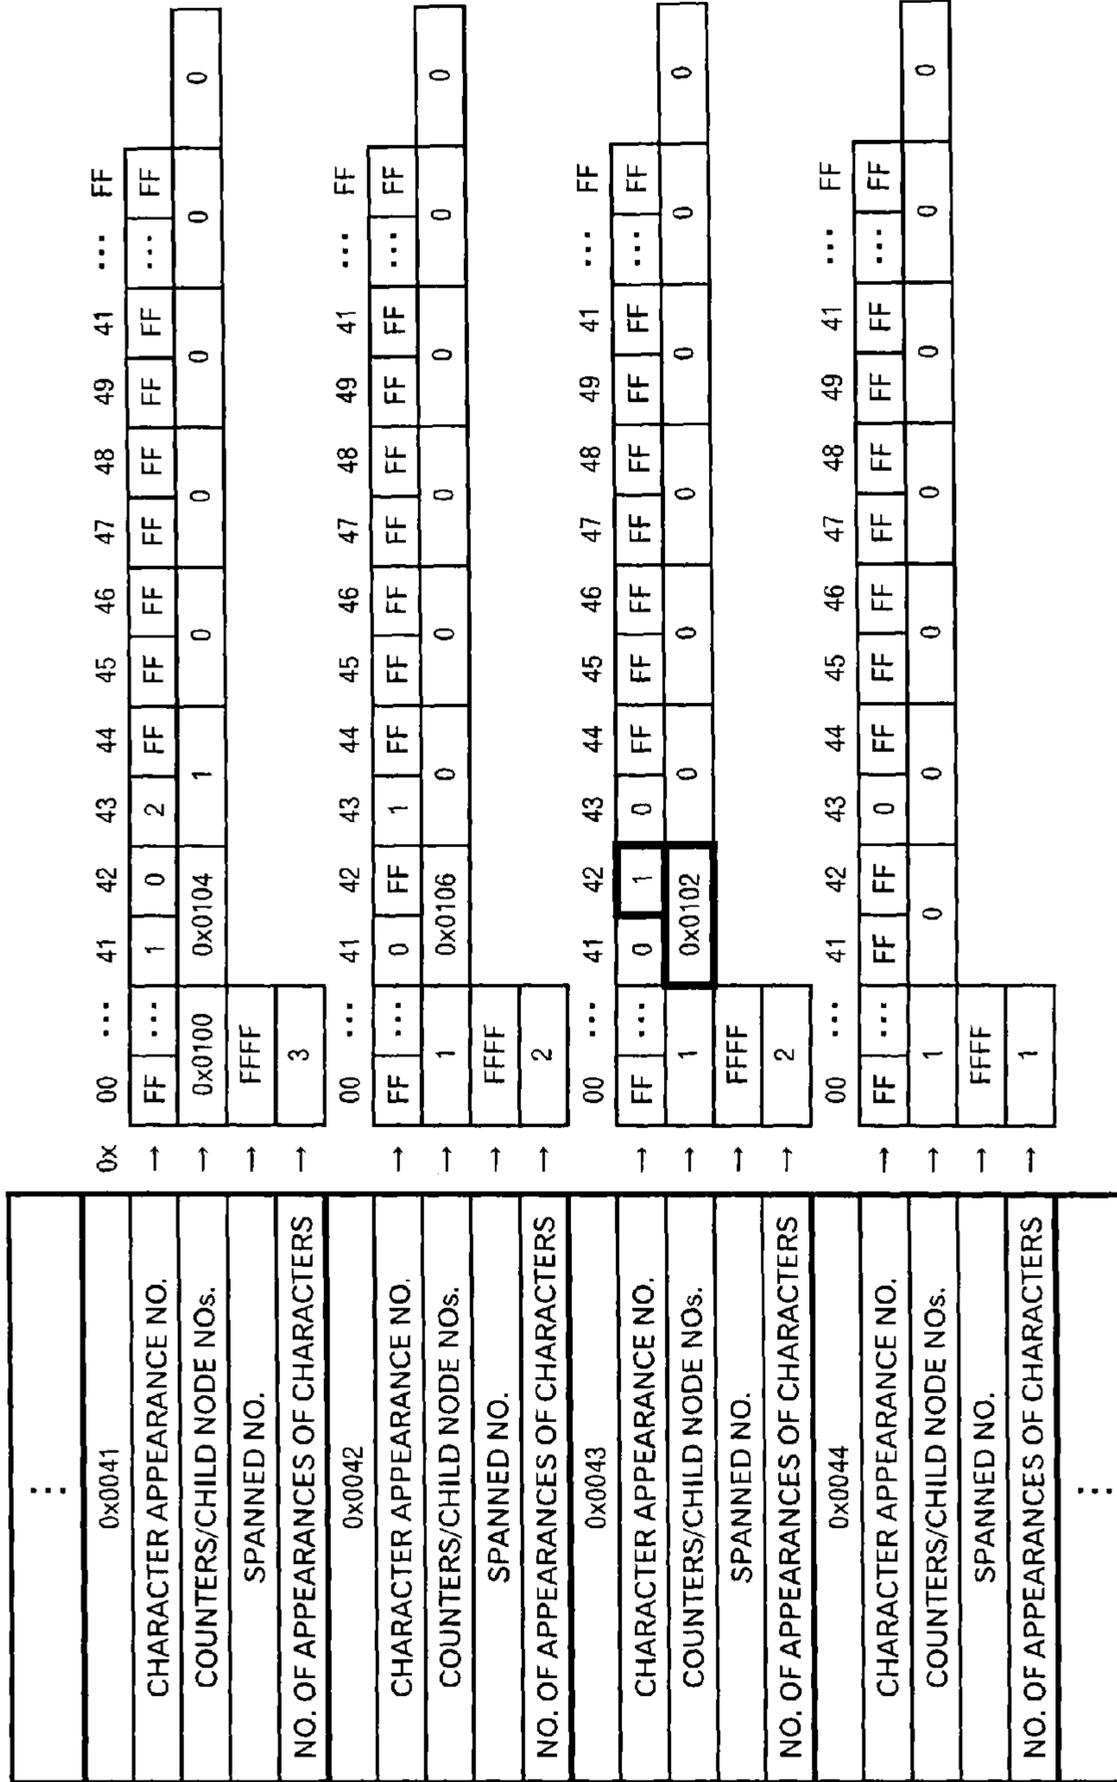 ⋮
0x 00 ... 41 42 43 44 45 46 47 48 49 41 ... FF
0x0041
CHARACTER APPEARANCE NO. → FF ... 1 0 2 FF FF FF FF FF FF FF ... FF
COUNTERS/CHILD NODE NOs. → 0x0100 0x0104 1 0 0 0 0 0
SPANNED NO. → FFFF
NO. OF APPEARANCES OF CHARACTERS → 3
0x0042
00 ... 41 42 43 44 45 46 47 48 49 41 ... FF
CHARACTER APPEARANCE NO. → FF ... 0 FF 1 FF FF FF FF FF FF FF ... FF
COUNTERS/CHILD NODE NOs. → 1 0x0106 0 0 0 0 0 0
SPANNED NO. → FFFF
NO. OF APPEARANCES OF CHARACTERS → 2
0x0043
00 ... 41 42 43 44 45 46 47 48 49 41 ... FF
CHARACTER APPEARANCE NO. → FF ... 0 1 0 FF FF FF FF FF FF FF ... FF
COUNTERS/CHILD NODE NOs. → 1 0x0102 0 0 0 0 0 0
SPANNED NO. → FFFF
NO. OF APPEARANCES OF CHARACTERS → 2
0x0044
00 ... 41 42 43 44 45 46 47 48 49 41 ... FF
CHARACTER APPEARANCE NO. → FF ... FF FF 0 FF FF FF FF FF FF FF ... FF
COUNTERS/CHILD NODE NOs. → 1 0 0 0 0 0 0 0
SPANNED NO. → FFFF
NO. OF APPEARANCES OF CHARACTERS → 1
⋮